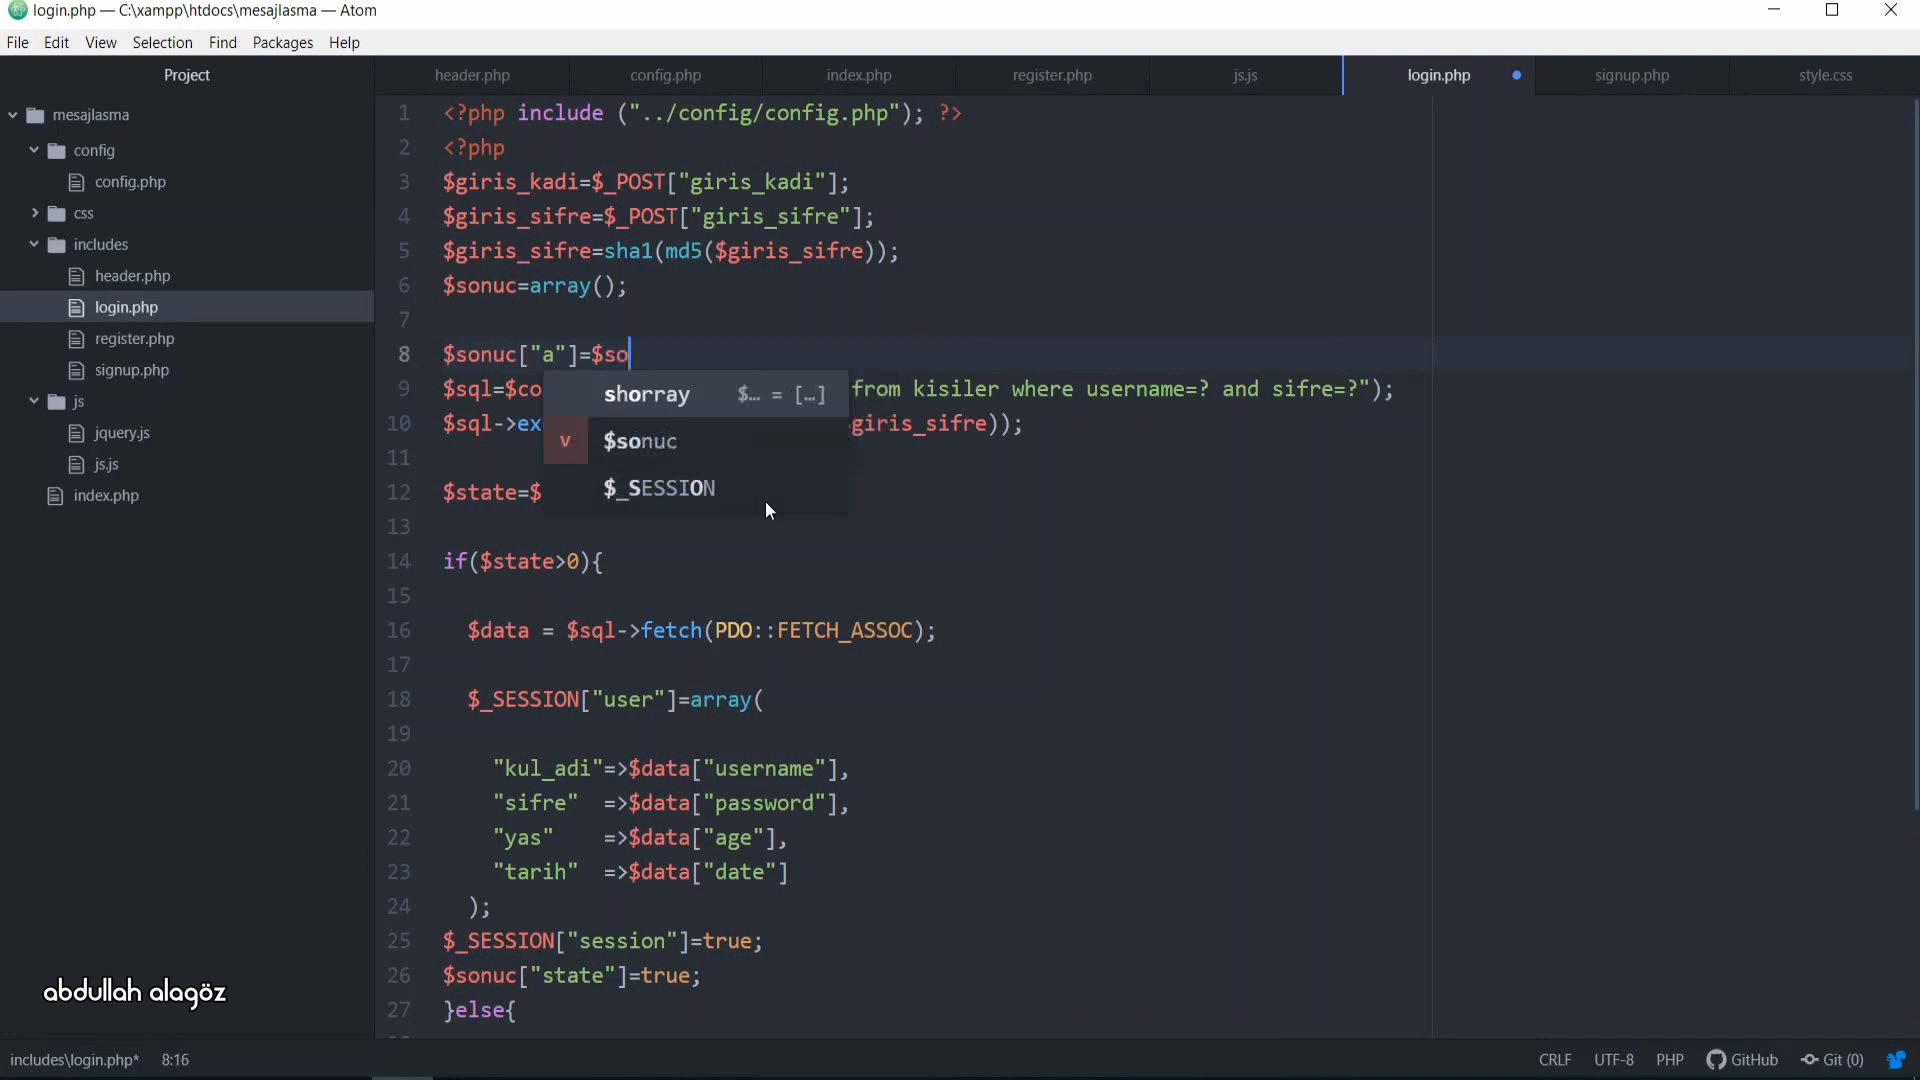 login.php — C:\xampp\htdocs\mesajlasma — Atom
File Edit View Selection Find Packages Help
Project
header.php config.php index.php register.php js.js login.php signup.php style.css
mesajlasma
config
config.php
css
includes
header.php
login.php
register.php
signup.php
js
jquery.js
js.js
index.php
1 <?php include ("../config/config.php"); ?>
2 <?php
3 $giris_kadi=$_POST["giris_kadi"];
4 $giris_sifre=$_POST["giris_sifre"];
5 $giris_sifre=sha1(md5($giris_sifre));
6 $sonuc=array();
7
8 $sonuc["a"]=$so
9 $sql=$co from kisiler where username=? and sifre=?");
10 $sql->ex giris_sifre));
11
12 $state=$
13
14 if($state>0){
15
16 $data = $sql->fetch(PDO::FETCH_ASSOC);
17
18 $_SESSION["user"]=array(
19
20 "kul_adi"=>$data["username"],
21 "sifre" =>$data["password"],
22 "yas" =>$data["age"],
23 "tarih" =>$data["date"]
24 );
25 $_SESSION["session"]=true;
26 $sonuc["state"]=true;
27 }else{
shorray $… = […]
v $sonuc
$_SESSION
abdullah alagöz
includes\login.php* 8:16 CRLF UTF-8 PHP GitHub Git (0)